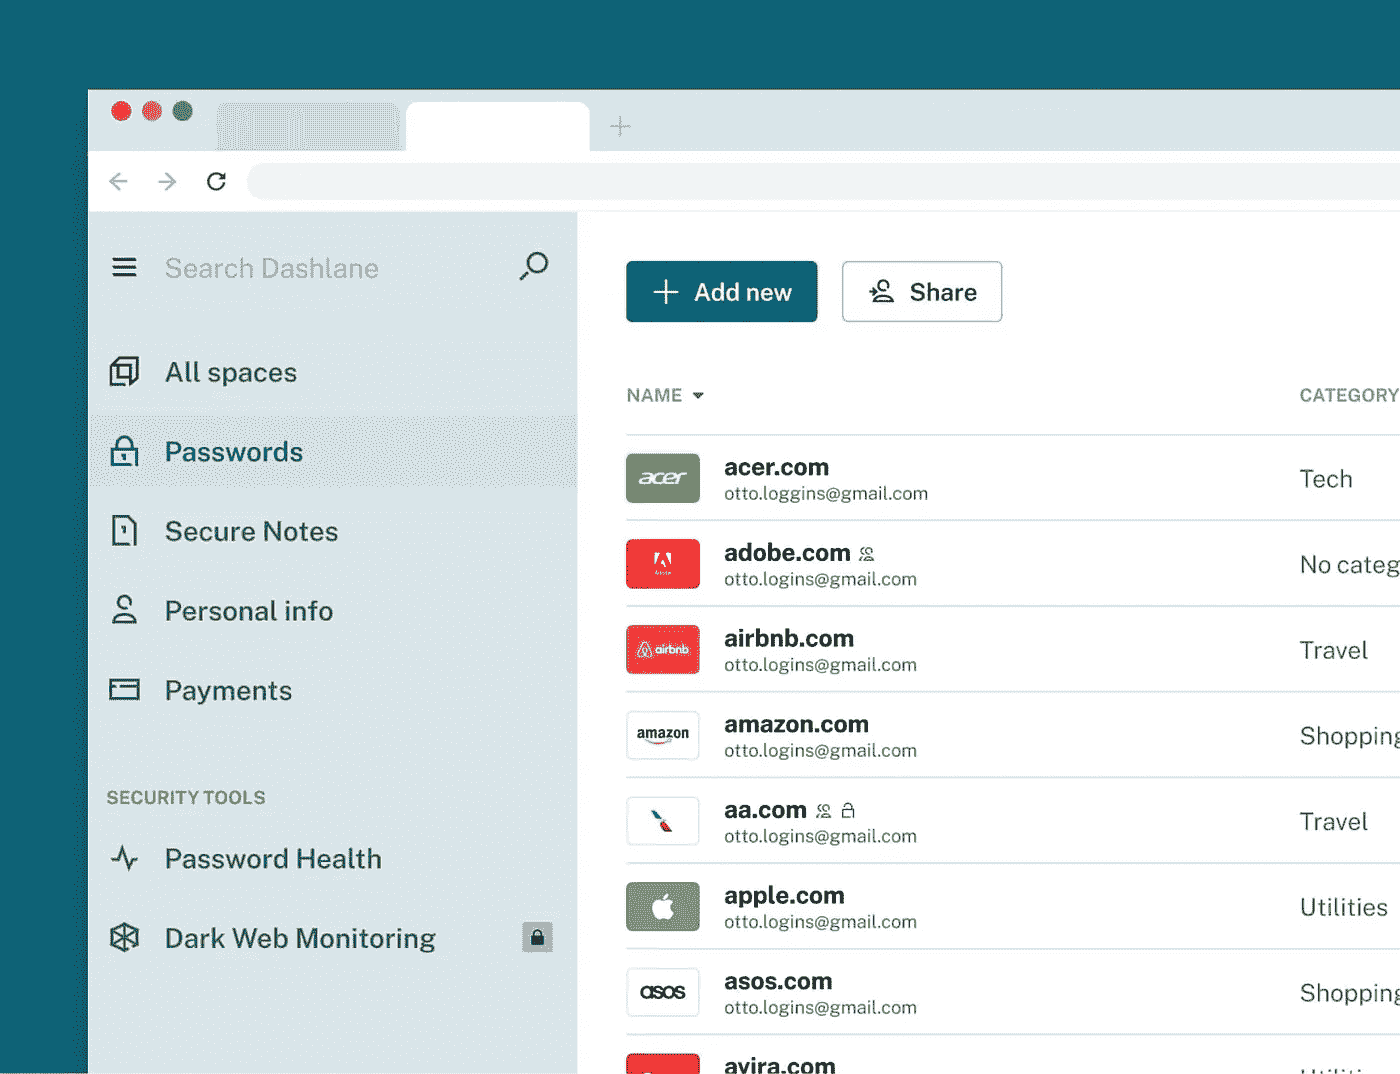 Search Dashlane
All spaces
Passwords
Secure Notes
Personal info
Payments
SECURITY TOOLS
Password Health
Dark Web Monitoring
Add new
Share
NAME
CATEGORY
acer
acer.com
otto.loggins@gmail.com
Tech
Adobe
adobe.com
otto.logins@gmail.com
No categ
airbnb
airbnb.com
otto.logins@gmail.com
Travel
amazon
amazon.com
otto.logins@gmail.com
Shopping
aa.com
otto.logins@gmail.com
Travel
apple.com
otto.logins@gmail.com
Utilities
asos
asos.com
otto.logins@gmail.com
Shopping
avira.com